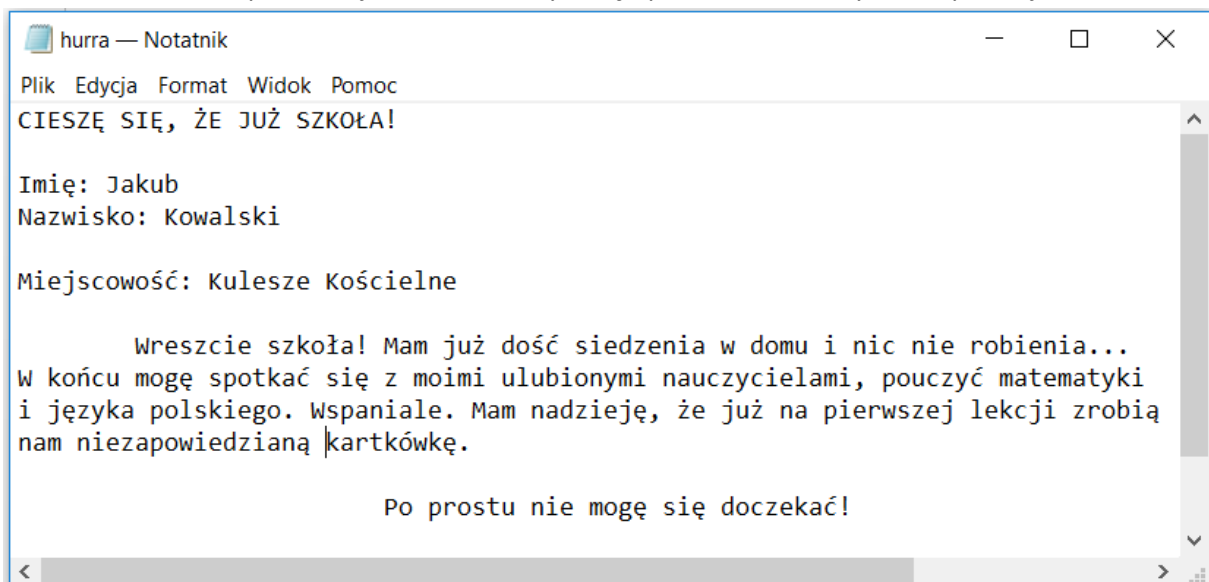 hurra — Notatnik
Plik Edycja Format Widok Pomoc
CIESZĘ SIĘ, ŻE JUŻ SZKOŁA!
Imię: Jakub
Nazwisko: Kowalski
Miejscowość: Kulesze Kościelne
Wreszcie szkoła! Mam już dość siedzenia w domu i nic nie robienia...
W końcu mogę spotkać się z moimi ulubionymi nauczycielami, pouczyć matematyki
i języka polskiego. Wspaniale. Mam nadzieję, że już na pierwszej lekcji zrobią
nam niezapowiedzianą kartkówkę.
Po prostu nie mogę się doczekać!